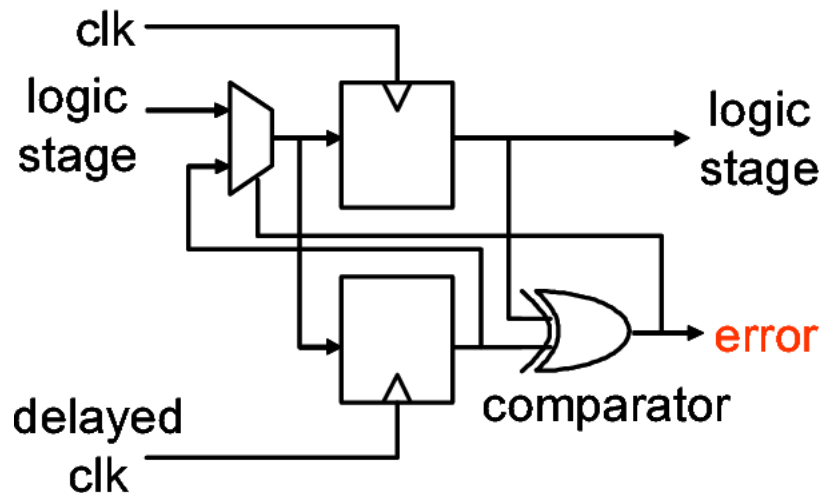 clk
logic
stage
logic
stage
error
comparator
delayed
clk